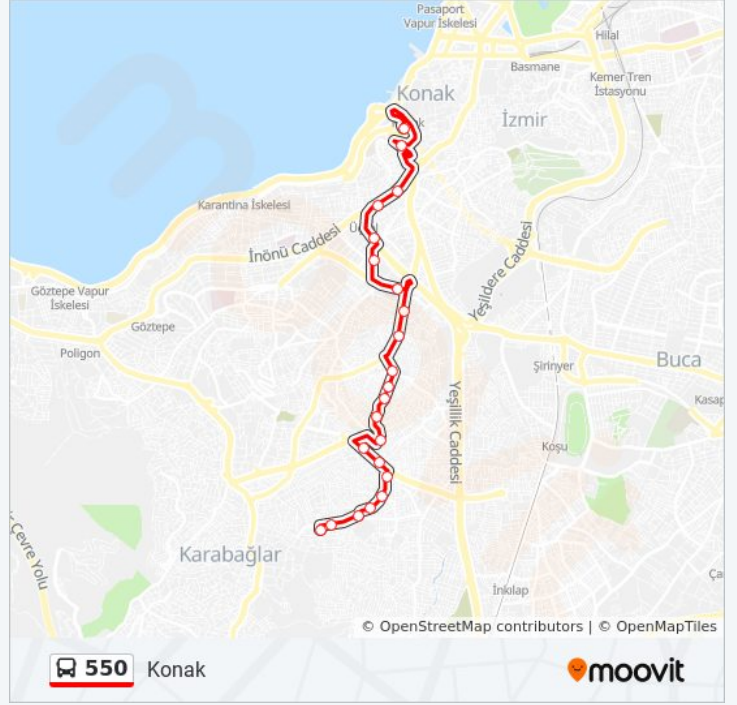 Pasaport
Vapur İskelesi
Hilal
Basmane
Kemer Tren
İstasyonu
Konak
İzmir
Karantina İskelesi
İnönü Caddesi
Yeşildere Caddesi
Göztepe Vapur
İskelesi
Göztepe
Poligon
Şirinyer
Buca
Yeşillik Caddesi
Koşu
Çevre Yolu
Karabağlar
İnkılap
© OpenStreetMap contributors | © OpenMapTiles
550 Konak
moovit